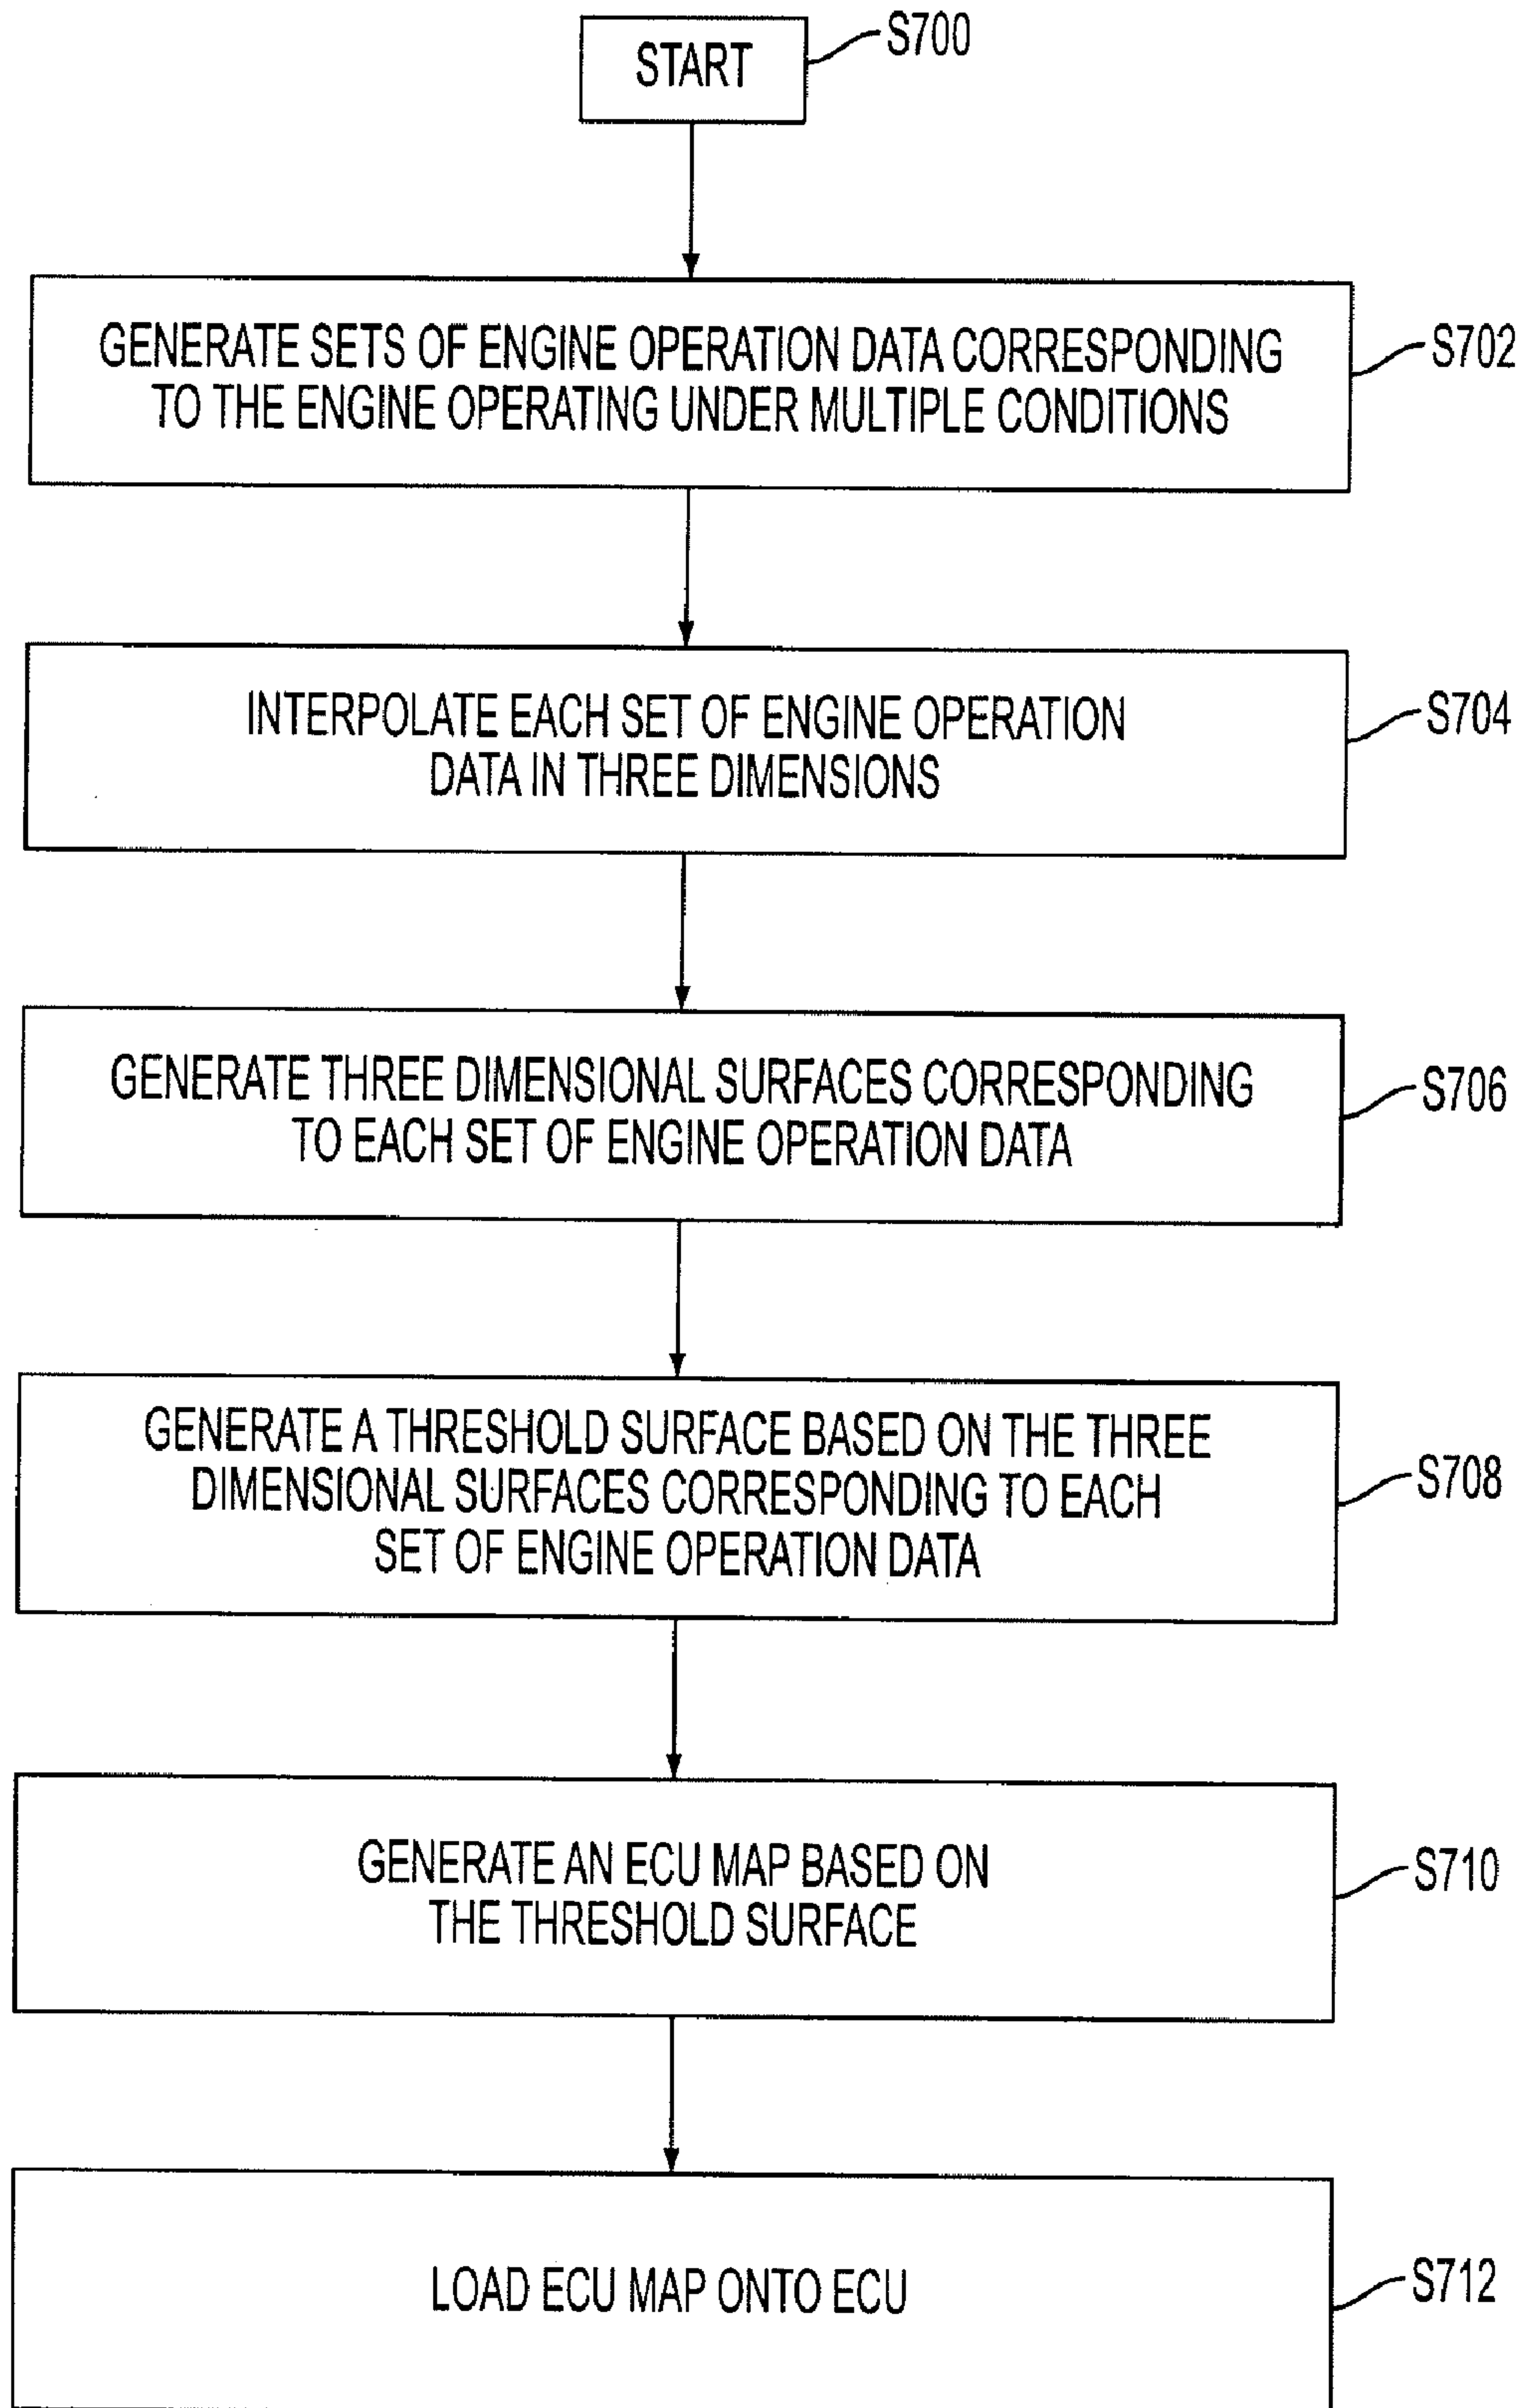 START
S700
GENERATE SETS OF ENGINE OPERATION DATA CORRESPONDING
TO THE ENGINE OPERATING UNDER MULTIPLE CONDITIONS
S702
INTERPOLATE EACH SET OF ENGINE OPERATION
DATA IN THREE DIMENSIONS
S704
GENERATE THREE DIMENSIONAL SURFACES CORRESPONDING
TO EACH SET OF ENGINE OPERATION DATA
S706
GENERATE A THRESHOLD SURFACE BASED ON THE THREE
DIMENSIONAL SURFACES CORRESPONDING TO EACH
SET OF ENGINE OPERATION DATA
S708
GENERATE AN ECU MAP BASED ON
THE THRESHOLD SURFACE
S710
LOAD ECU MAP ONTO ECU
S712